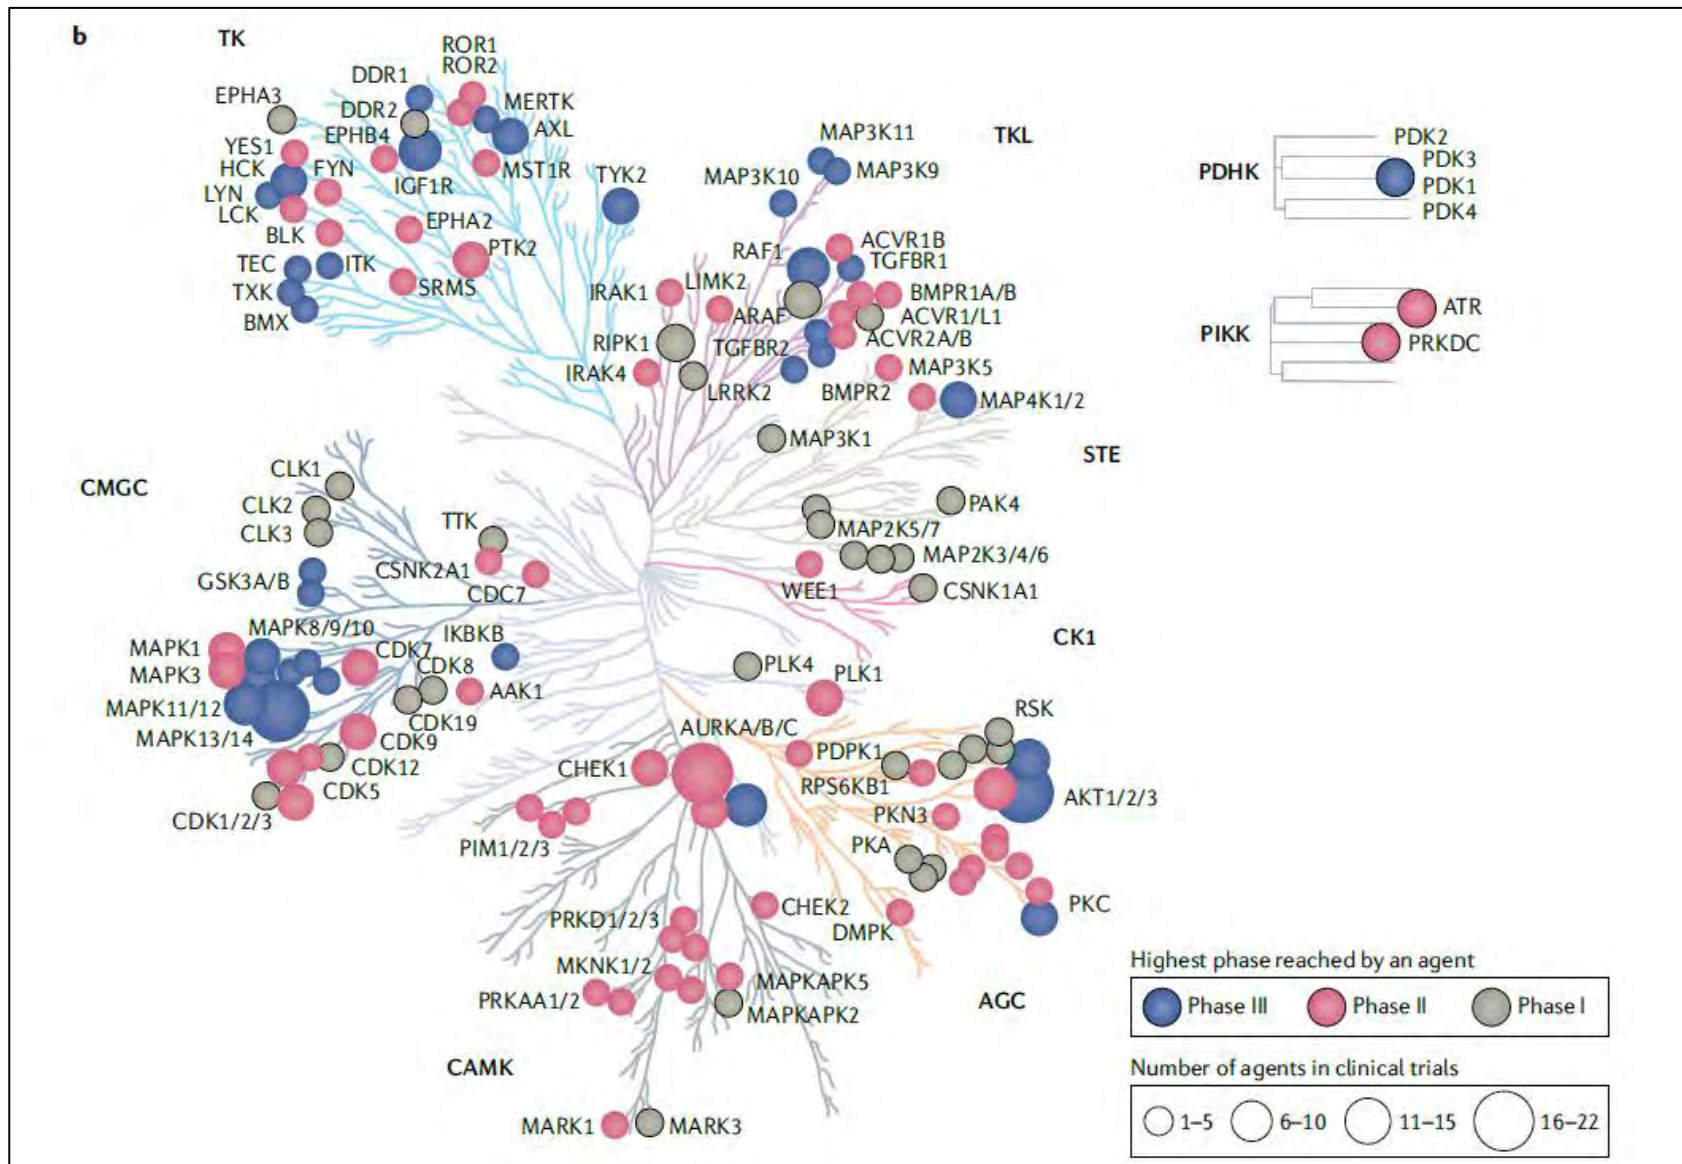 b
TK
ROR1
ROR2
DDR1
EPHA3
DDR2
MERTK
EPHB4
AXL
YES1
HCK
FYN
MST1R
LYN
IGF1R
TYK2
LCK
BLK
EPHA2
PTK2
TEC
ITK
TXK
SRMS
BMX
TKL
MAP3K11
MAP3K10
MAP3K9
RAF1
ACVR1B
TGFBR1
IRAK1
LIMK2
BMPR1A/B
ARAF
ACVR1/L1
RIPK1
TGFBR2
ACVR2A/B
IRAK4
MAP3K5
LRRK2
BMPR2
MAP4K1/2
MAP3K1
PDHK
PDK2
PDK3
PDK1
PDK4
PIKK
ATR
PRKDC
STE
PAK4
MAP2K5/7
MAP2K3/4/6
WEE1
CSNK1A1
CK1
CMGC
CLK1
CLK2
CLK3
TTK
CSNK2A1
GSK3A/B
CDC7
MAPK8/9/10
IKBKB
MAPK1
CDK7
MAPK3
CDK8
AAK1
MAPK11/12
CDK19
MAPK13/14
CDK9
CDK12
CDK5
CDK1/2/3
PLK4
PLK1
AURKA/B/C
CHEK1
PIM1/2/3
RSK
PDPK1
RPS6KB1
AKT1/2/3
PKN3
PKA
PKC
DMPK
AGC
CHEK2
PRKD1/2/3
MKNK1/2
PRKAA1/2
MAPKAPK5
MAPKAPK2
CAMK
MARK1
MARK3
Highest phase reached by an agent
Phase III Phase II Phase I
Number of agents in clinical trials
1–5 6–10 11–15 16–22